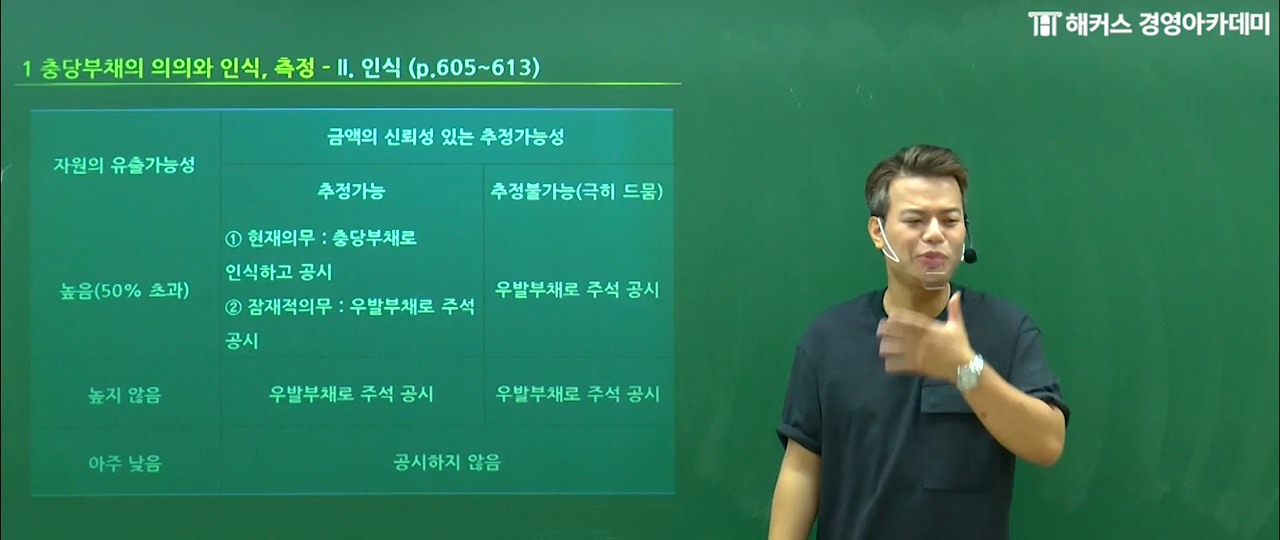 해커스 경영아카데미
1 충당부채의 의의와 인식, 측정 - Ⅱ. 인식 (p.605~613)
자원의 유출가능성
금액의 신뢰성 있는 추정가능성
추정가능
추정불가능(극히 드뭄)
높음(50% 초과)
① 현재의무 : 충당부채로
인식하고 공시
② 잠재적의무 : 우발부채로 주석
공시
우발부채로 주석 공시
높지 않음
우발부채로 주석 공시
우발부채로 주석 공시
아주 낮음
공시하지 않음